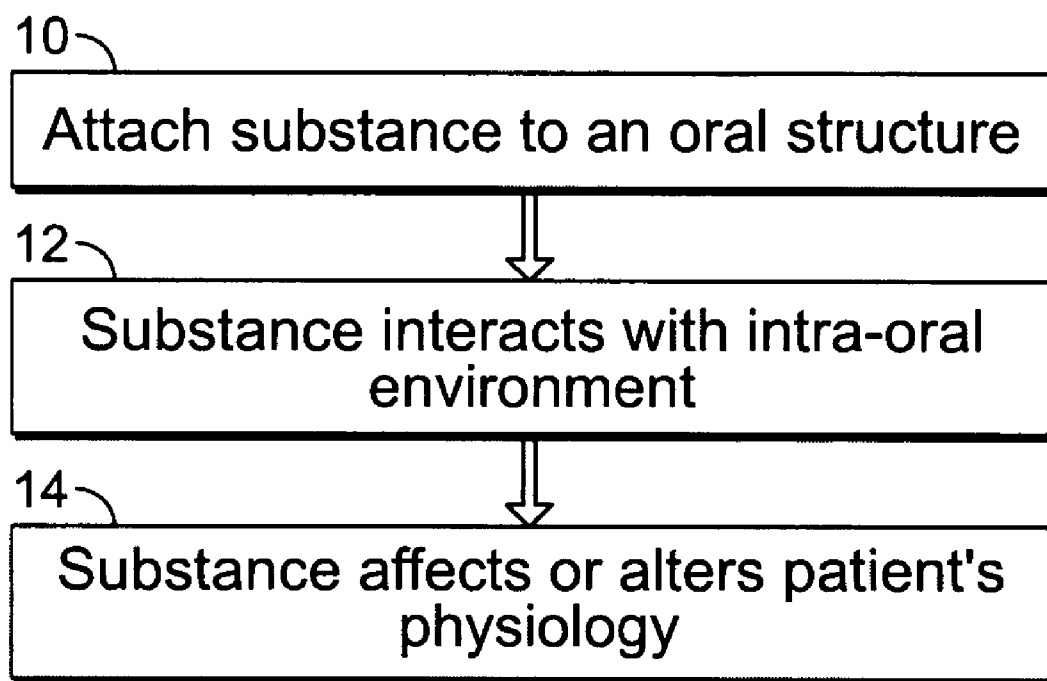 10
Attach substance to an oral structure
12
Substance interacts with intra-oral
environment
14
Substance affects or alters patient's
physiology